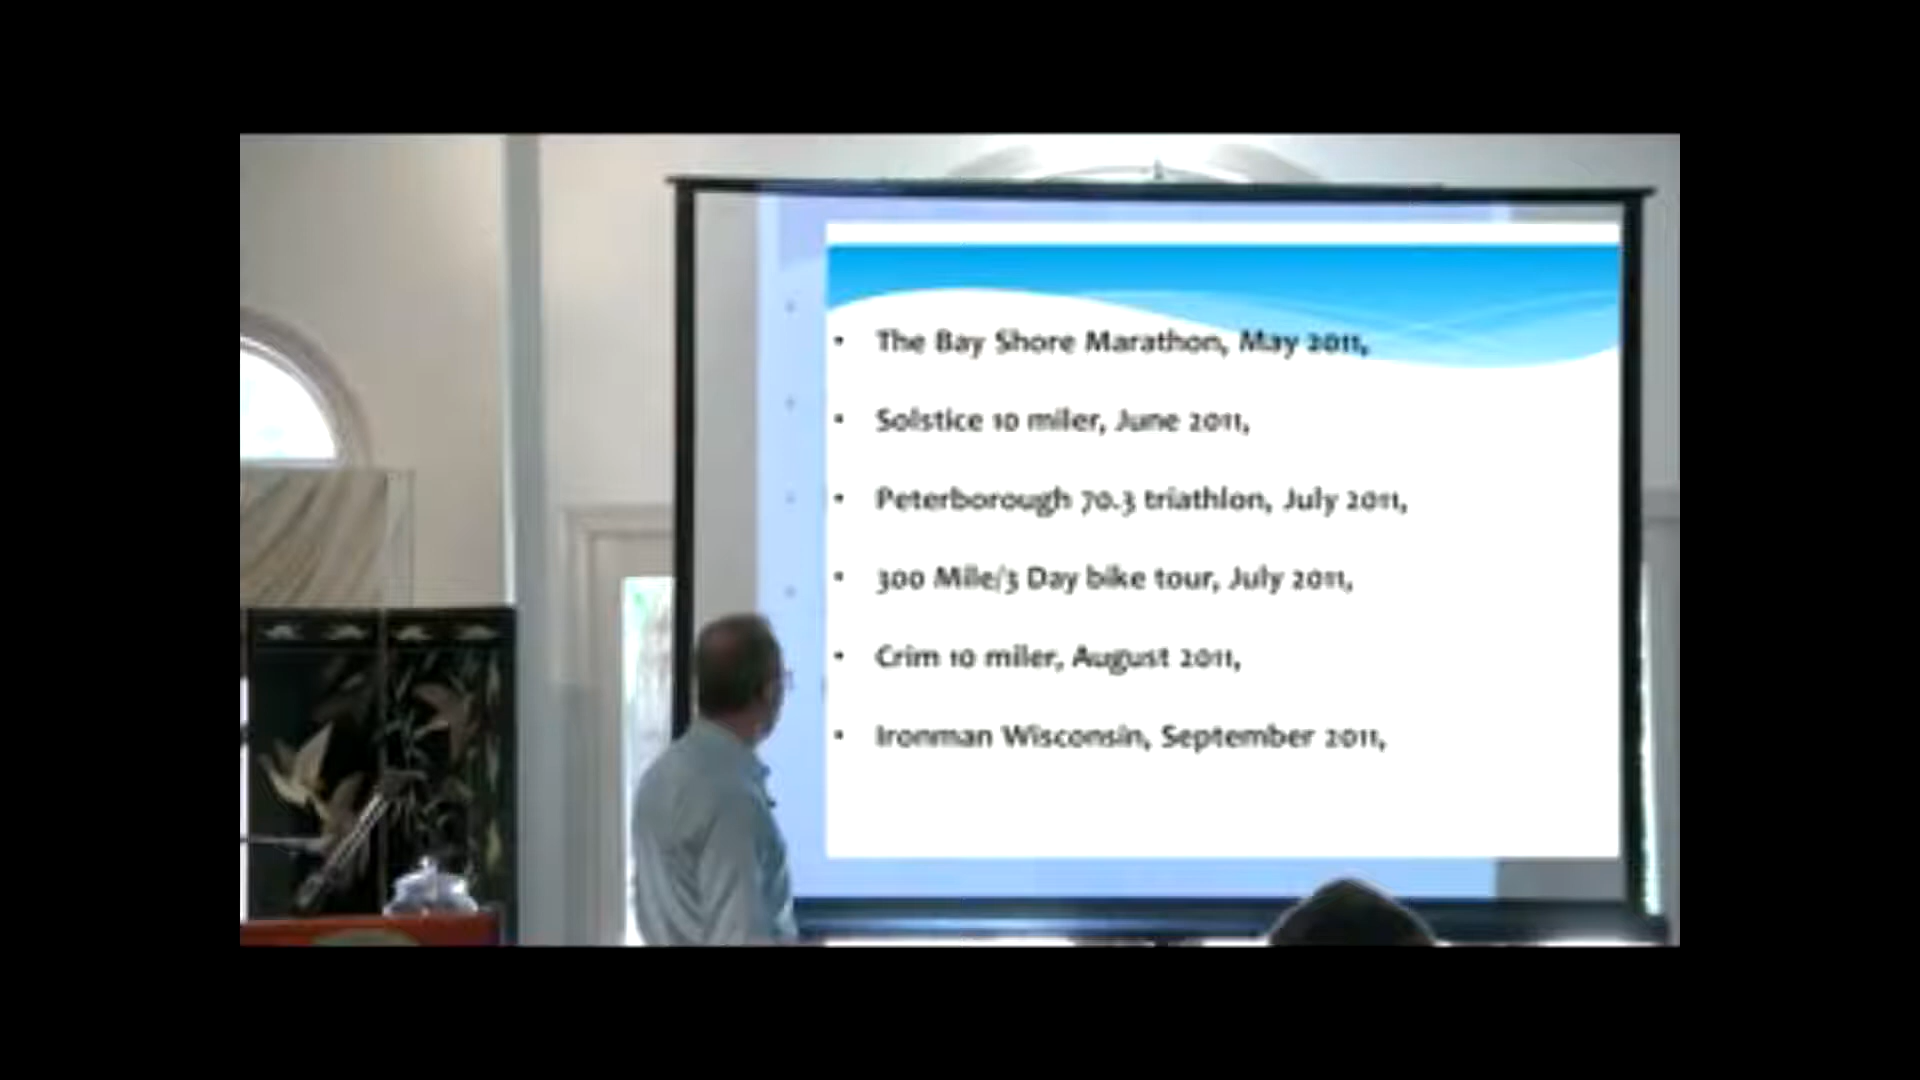 • The Bay Shore Marathon, May 2011,
• Solstice 10 miler, June 2011,
• Peterborough 70.3 triathlon, July 2011,
• 300 Mile/3 Day bike tour, July 2011,
• Crim 10 miler, August 2011,
• Ironman Wisconsin, September 2011,